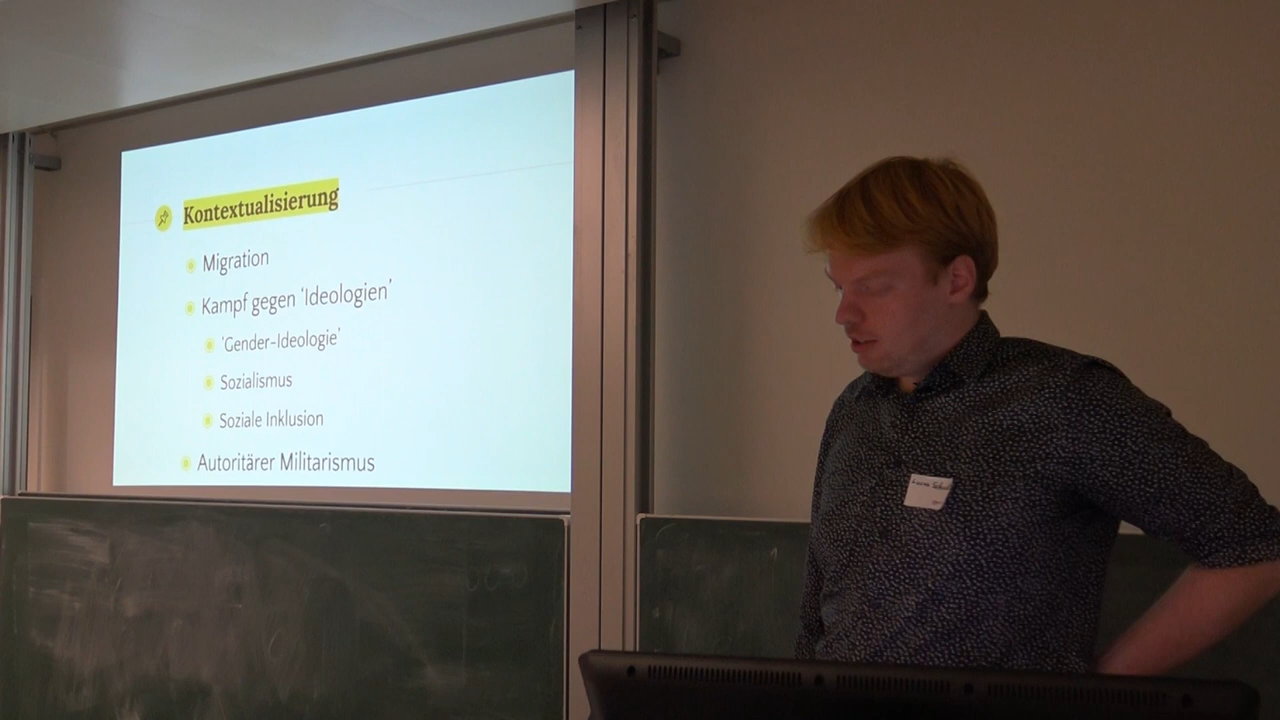 Kontextualisierung
Migration
Kampf gegen ‘Ideologien’
‘Gender-Ideologie’
Sozialismus
Soziale Inklusion
Autoritärer Militarismus